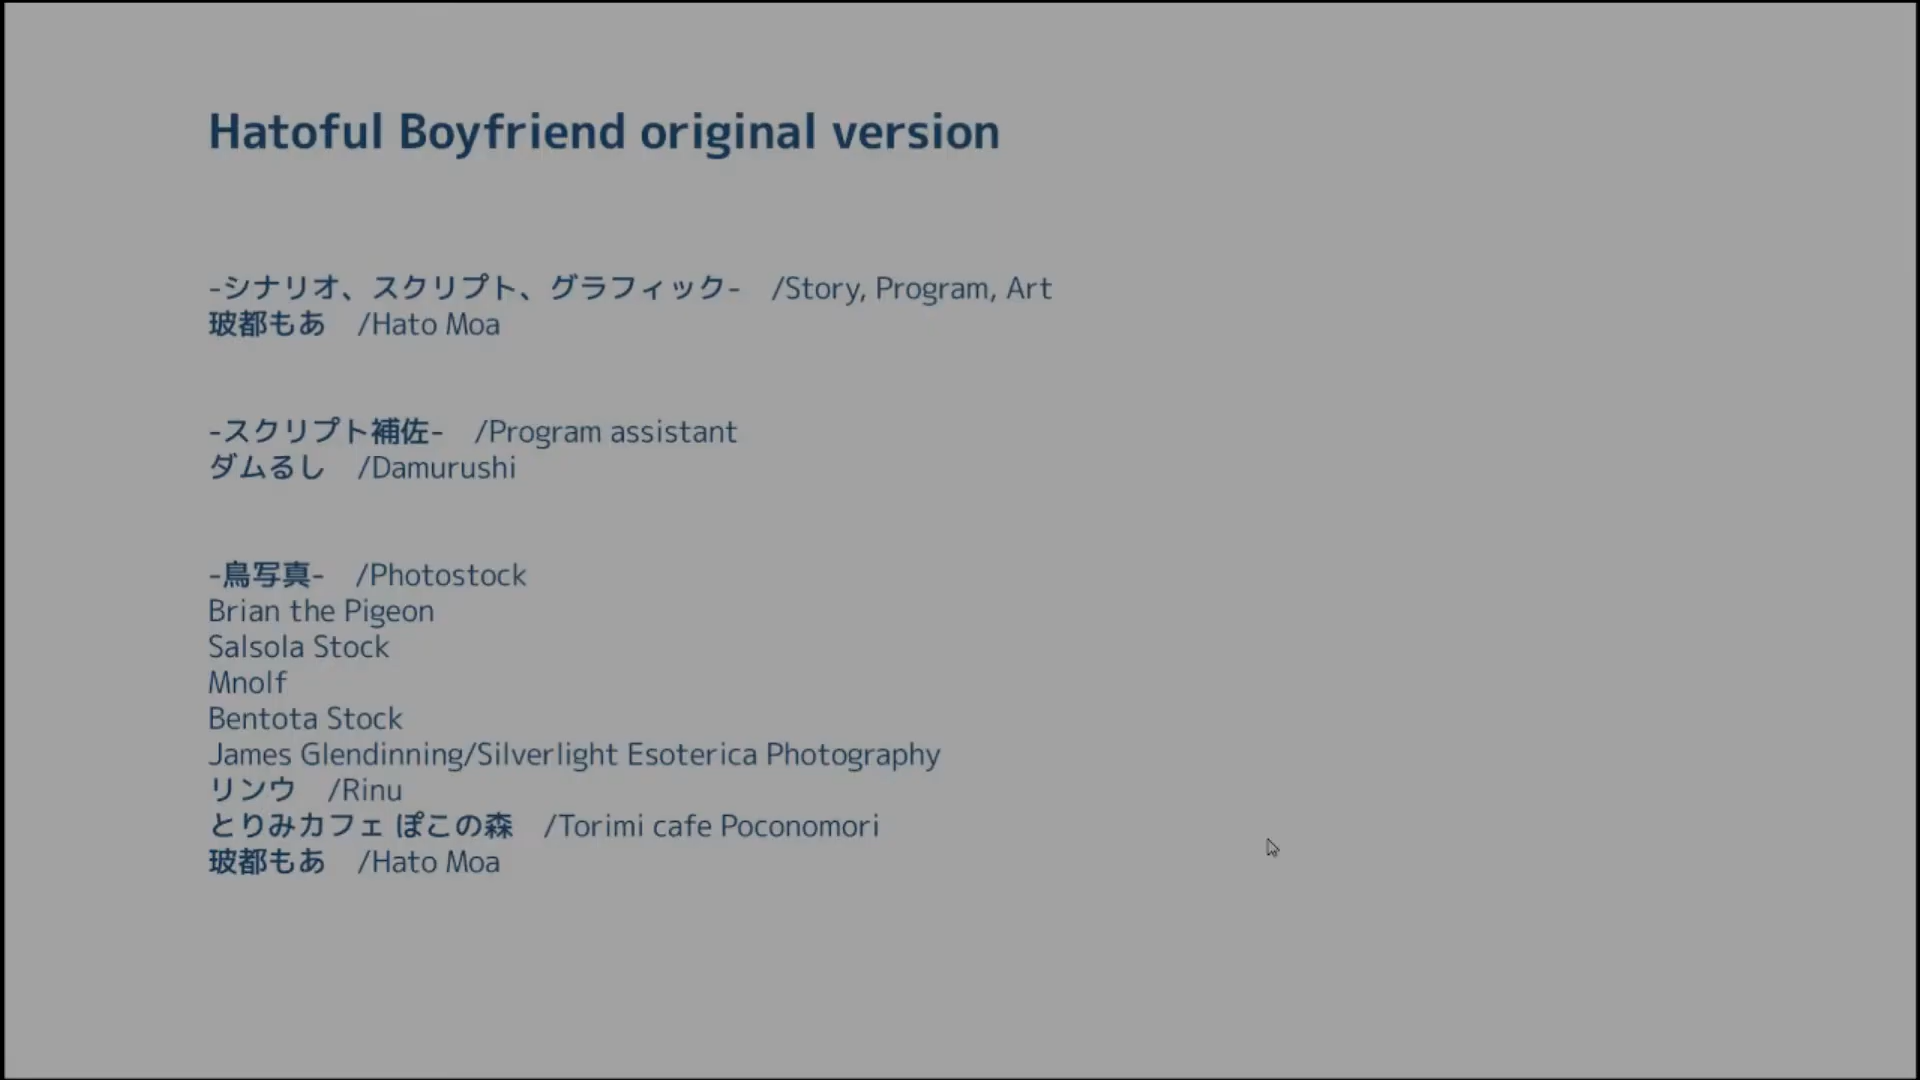 Hatoful Boyfriend original version
-シナリオ、スクリプト、グラフィック-　/Story, Program, Art
玻都もあ　/Hato Moa
-スクリプト補佐-　/Program assistant
ダムるし　/Damurushi
-鳥写真-　/Photostock
Brian the Pigeon
Salsola Stock
Mnolf
Bentota Stock
James Glendinning/Silverlight Esoterica Photography
リンウ　/Rinu
とりみカフェ ぽこの森　/Torimi cafe Poconomori
玻都もあ　/Hato Moa